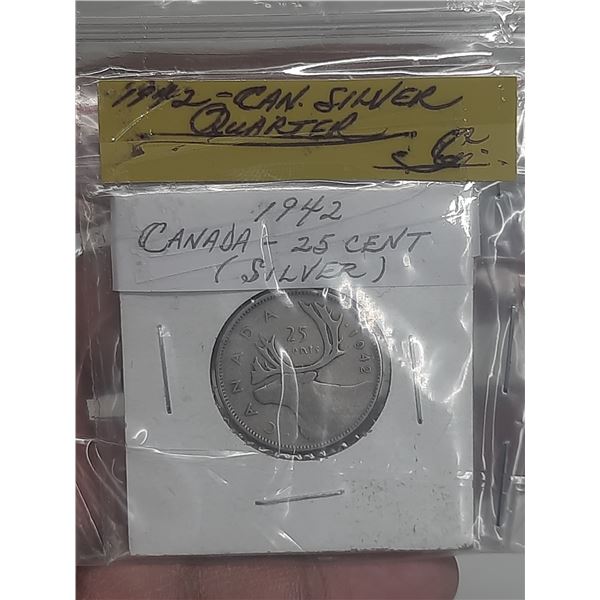 1942 - CAN. SILVER
QUARTER
1942
CANADA - 25 CENT
(SILVER)
CANADA
25
CENTS
1942